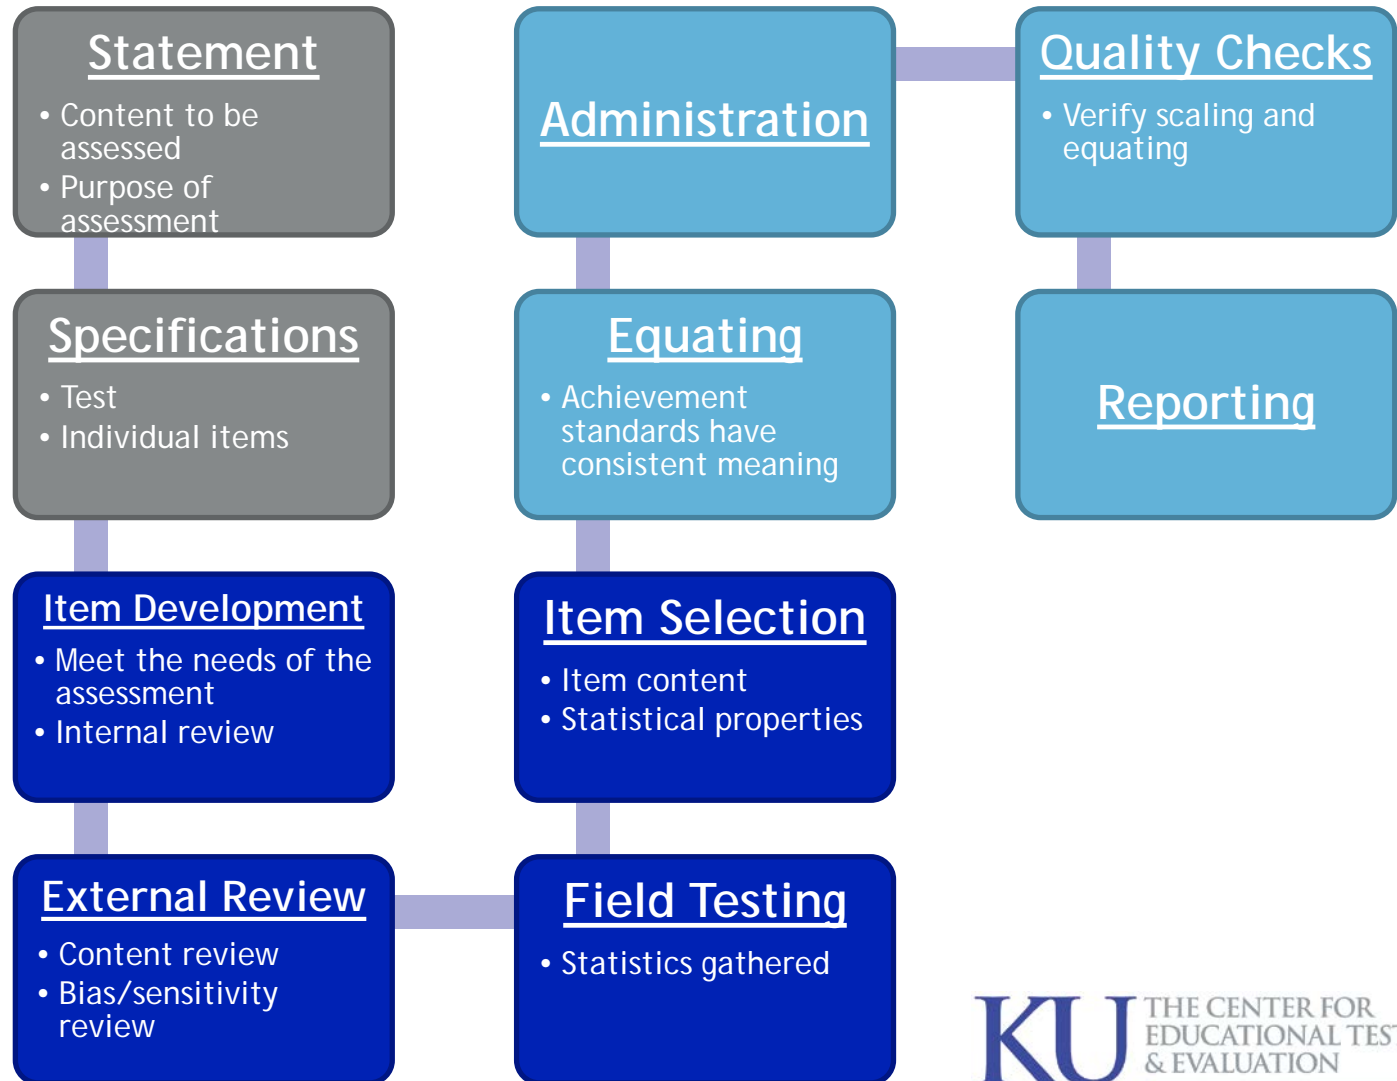 Statement
• Content to be
assessed
• Purpose of
assessment
Specifications
• Test
• Individual items
Item Development
• Meet the needs of the
assessment
• Internal review
External Review
• Content review
• Bias/sensitivity
review
Field Testing
• Statistics gathered
Item Selection
• Item content
• Statistical properties
Equating
• Achievement
standards have
consistent meaning
Administration
Quality Checks
• Verify scaling and
equating
Reporting
KU
THE CENTER FOR
EDUCATIONAL TES
& EVALUATION